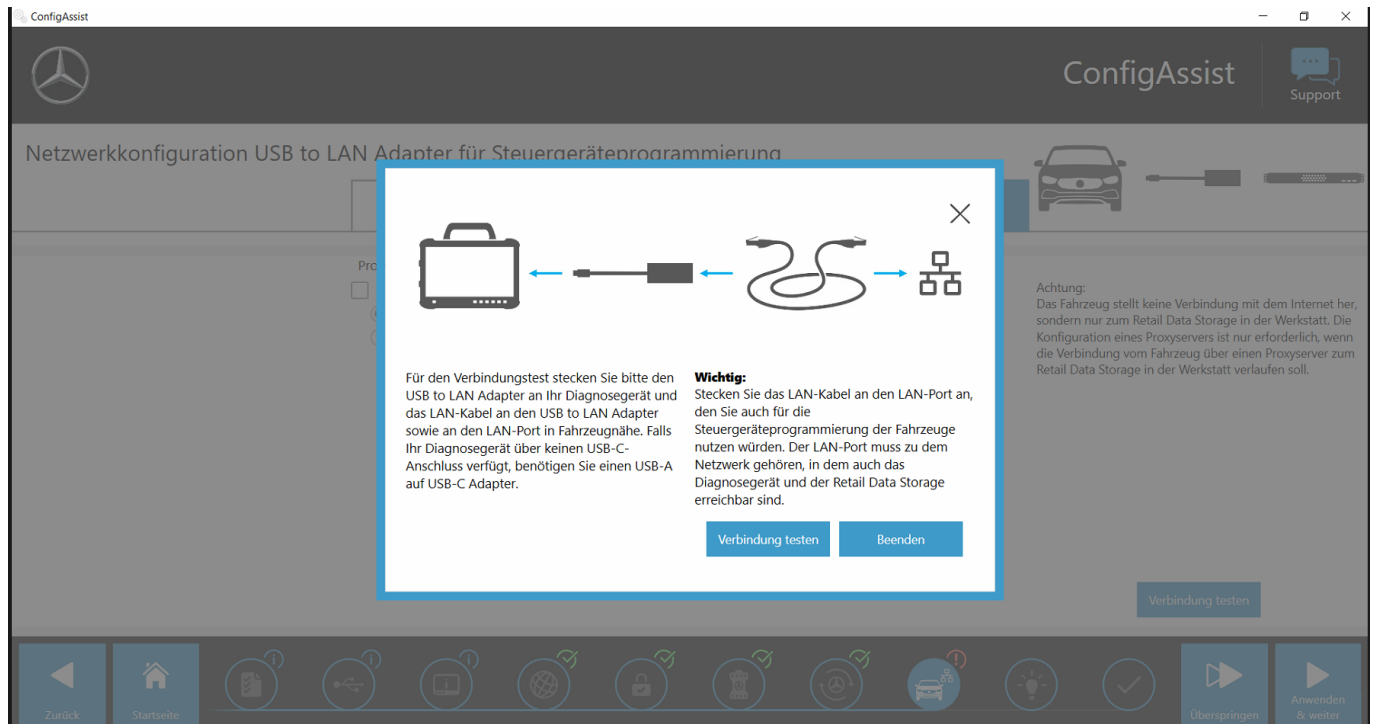 ConfigAssist
ConfigAssist
Support
Netzwerkkonfiguration USB to LAN Adapter für Steuergeräteprogrammierung
Achtung:
Das Fahrzeug stellt keine Verbindung mit dem Internet her,
sondern nur zum Retail Data Storage in der Werkstatt. Die
Konfiguration eines Proxyservers ist nur erforderlich, wenn
die Verbindung vom Fahrzeug über einen Proxyserver zum
Retail Data Storage in der Werkstatt verlaufen soll.
Für den Verbindungstest stecken Sie bitte den
USB to LAN Adapter an Ihr Diagnosegerät und
das LAN-Kabel an den USB to LAN Adapter
sowie an den LAN-Port in Fahrzeugnähe. Falls
Ihr Diagnosegerät über keinen USB-C-
Anschluss verfügt, benötigen Sie einen USB-A
auf USB-C Adapter.
Wichtig:
Stecken Sie das LAN-Kabel an den LAN-Port an,
den Sie auch für die
Steuergeräteprogrammierung der Fahrzeuge
nutzen würden. Der LAN-Port muss zu dem
Netzwerk gehören, in dem auch das
Diagnosegerät und der Retail Data Storage
erreichbar sind.
Verbindung testen
Beenden
Verbindung testen
Zurück
Startseite
Überspringen
Anwenden
& weiter